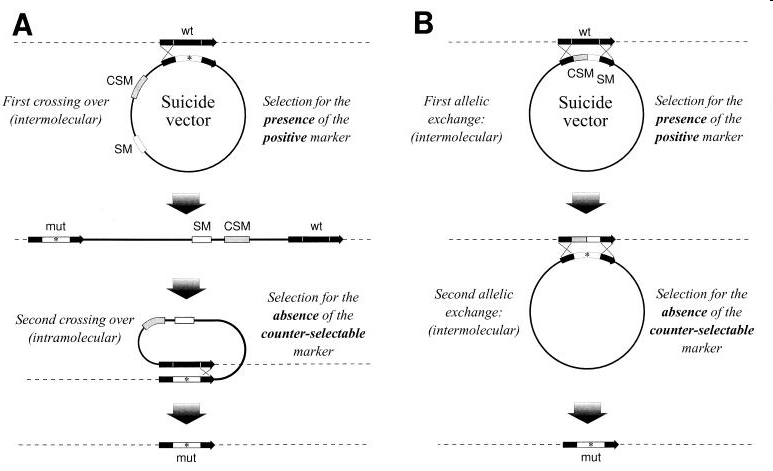 A
wt
*
CSM
First crossing over
(intermolecular)
Suicide
vector
Selection for the
presence of the
positive marker
SM
mut
SM
CSM
wt
*
Second crossing over
(intramolecular)
Selection for the
absence of the
counter-selectable
marker
*
*
mut
B
wt
CSM
SM
First allelic
exchange:
(intermolecular)
Suicide
vector
Selection for the
presence of the
positive marker
*
Second allelic
exchange:
(intermolecular)
Selection for the
absence of the
counter-selectable
marker
*
mut